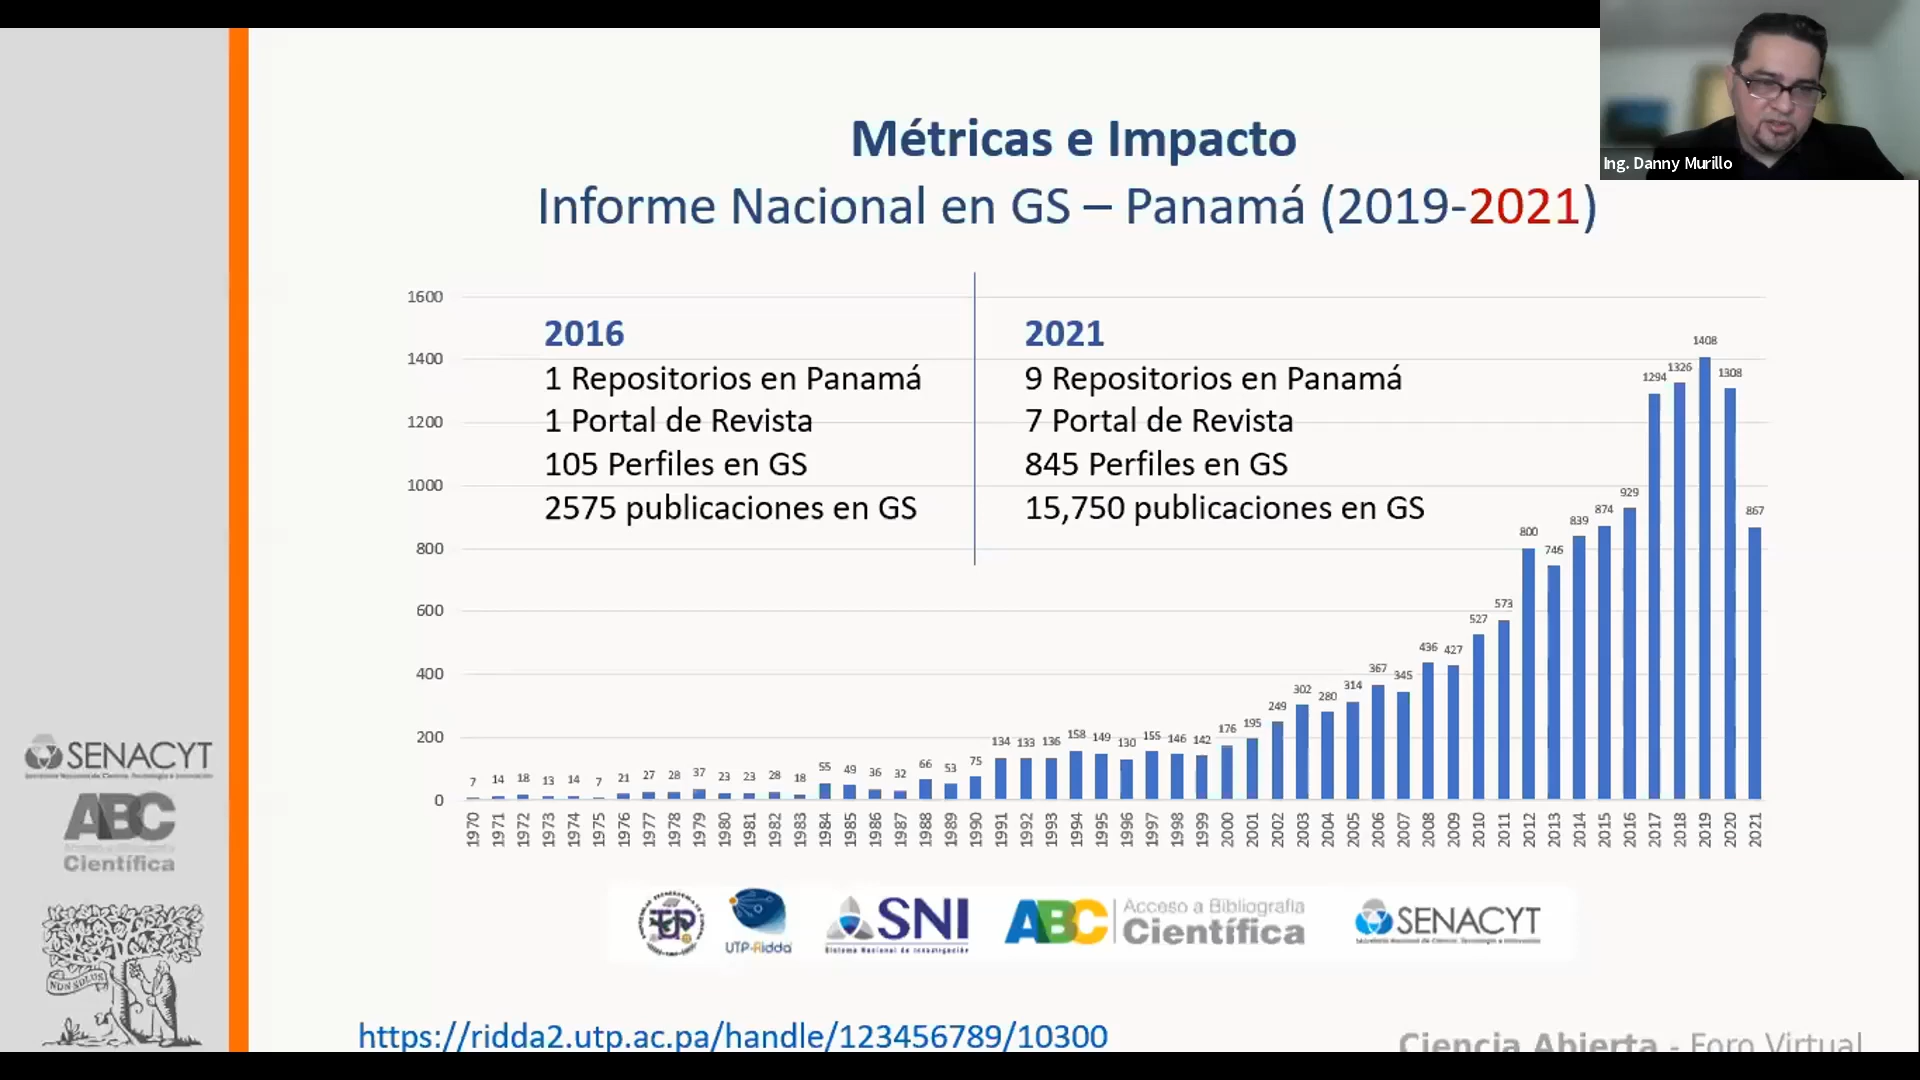 Ing. Danny Murillo
Métricas e Impacto
Informe Nacional en GS – Panamá (2019-2021)
1600
1400
1200
1000
800
600
400
200
0
2016
1 Repositorios en Panamá
1 Portal de Revista
105 Perfiles en GS
2575 publicaciones en GS
2021
9 Repositorios en Panamá
7 Portal de Revista
845 Perfiles en GS
15,750 publicaciones en GS
7 14 18 13 14 7 21 27 28 37 23 23 28 18 55 49 36 32 66 53 75 134 133 136 158 149 130 155 146 142 176 195 249 302 280 314 367 345 436 427 527 573 800 746 839 874 929 1294 1326 1408 1308 867
1970 1971 1972 1973 1974 1975 1976 1977 1978 1979 1980 1981 1982 1983 1984 1985 1986 1987 1988 1989 1990 1991 1992 1993 1994 1995 1996 1997 1998 1999 2000 2001 2002 2003 2004 2005 2006 2007 2008 2009 2010 2011 2012 2013 2014 2015 2016 2017 2018 2019 2020 2021
SENACYT
ABC
Científica
NON SOLUS
UTP
UTP-Ridda
SNI
Sistema Nacional de Investigación
ABC
Acceso a Bibliografía
Científica
SENACYT
https://ridda2.utp.ac.pa/handle/123456789/10300
Ciencia Abierta - Foro Virtual